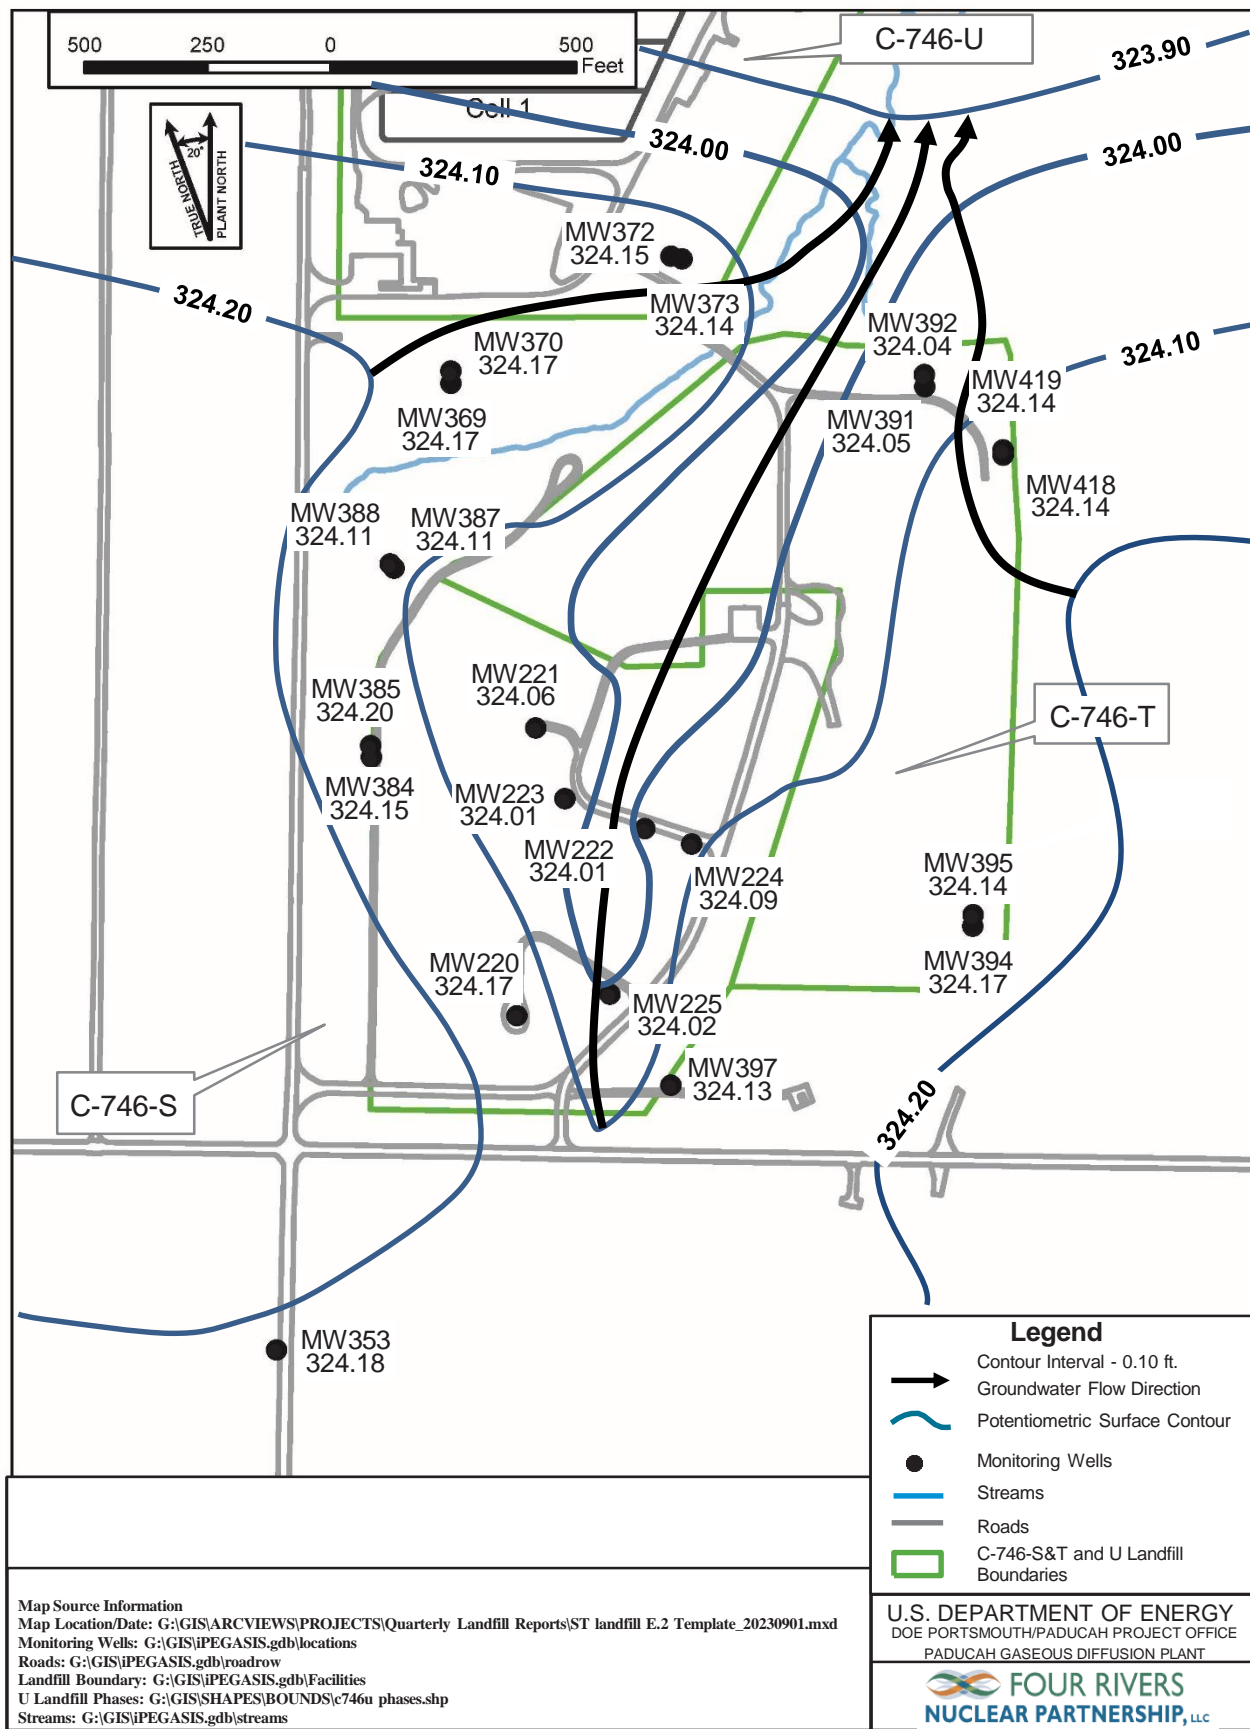 500 250 0 500
Feet
C-746-U
323.90
Cell 1
324.00
324.00
324.10
20°
TRUE NORTH
PLANT NORTH
MW372
324.15
324.20
MW373
324.14
MW392
324.04
324.10
MW370
324.17
MW419
324.14
MW369
324.17
MW391
324.05
MW418
324.14
MW388
324.11
MW387
324.11
MW221
324.06
MW385
324.20
C-746-T
MW384
324.15
MW223
324.01
MW222
324.01
MW224
324.09
MW395
324.14
MW220
324.17
MW394
324.17
MW225
324.02
MW397
324.13
C-746-S
324.20
MW353
324.18
Legend
Contour Interval - 0.10 ft.
Groundwater Flow Direction
Potentiometric Surface Contour
Monitoring Wells
Streams
Roads
C-746-S&T and U Landfill
Boundaries
Map Source Information
Map Location/Date: G:\GIS\ARCVIEWS\PROJECTS\Quarterly Landfill Reports\ST landfill E.2 Template_20230901.mxd
Monitoring Wells: G:\GIS\iPEGASIS.gdb\locations
Roads: G:\GIS\iPEGASIS.gdb\roadrow
Landfill Boundary: G:\GIS\iPEGASIS.gdb\Facilities
U Landfill Phases: G:\GIS\SHAPES\BOUNDS\c746u phases.shp
Streams: G:\GIS\iPEGASIS.gdb\streams
U.S. DEPARTMENT OF ENERGY
DOE PORTSMOUTH/PADUCAH PROJECT OFFICE
PADUCAH GASEOUS DIFFUSION PLANT
FOUR RIVERS
NUCLEAR PARTNERSHIP, LLC